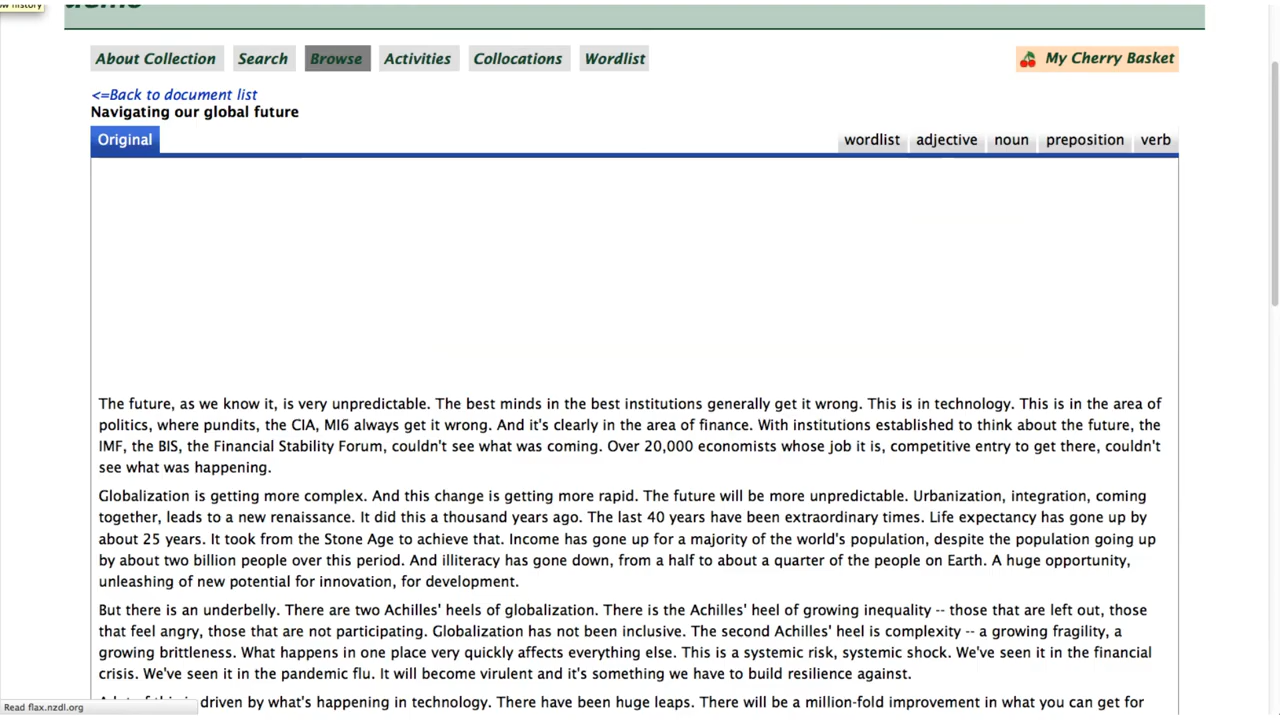 demo
About Collection Search Browse Activities Collocations Wordlist My Cherry Basket
<=Back to document list
Navigating our global future
Original wordlist adjective noun preposition verb
The future, as we know it, is very unpredictable. The best minds in the best institutions generally get it wrong. This is in technology. This is in the area of
politics, where pundits, the CIA, MI6 always get it wrong. And it's clearly in the area of finance. With institutions established to think about the future, the
IMF, the BIS, the Financial Stability Forum, couldn't see what was coming. Over 20,000 economists whose job it is, competitive entry to get there, couldn't
see what was happening.
Globalization is getting more complex. And this change is getting more rapid. The future will be more unpredictable. Urbanization, integration, coming
together, leads to a new renaissance. It did this a thousand years ago. The last 40 years have been extraordinary times. Life expectancy has gone up by
about 25 years. It took from the Stone Age to achieve that. Income has gone up for a majority of the world's population, despite the population going up
by about two billion people over this period. And illiteracy has gone down, from a half to about a quarter of the people on Earth. A huge opportunity,
unleashing of new potential for innovation, for development.
But there is an underbelly. There are two Achilles' heels of globalization. There is the Achilles' heel of growing inequality -- those that are left out, those
that feel angry, those that are not participating. Globalization has not been inclusive. The second Achilles' heel is complexity -- a growing fragility, a
growing brittleness. What happens in one place very quickly affects everything else. This is a systemic risk, systemic shock. We've seen it in the financial
crisis. We've seen it in the pandemic flu. It will become virulent and it's something we have to build resilience against.
driven by what's happening in technology. There have been huge leaps. There will be a million-fold improvement in what you can get for
Read flax.nzdl.org